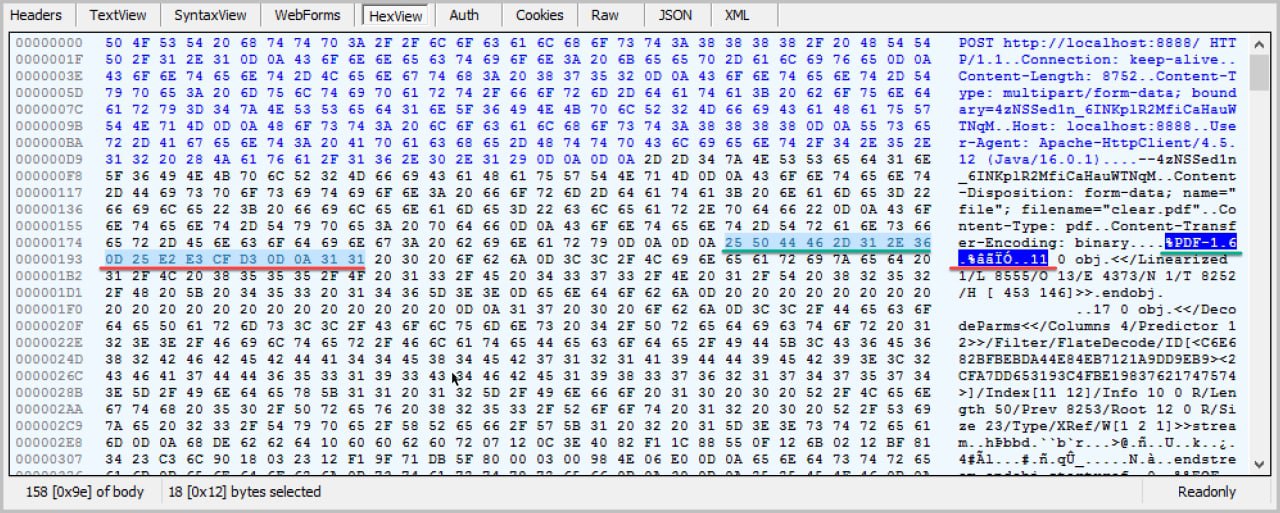 Headers TextView SyntaxView WebForms HexView Auth Cookies Raw JSON XML
00000000 50 4F 53 54 20 68 74 74 70 3A 2F 2F 6C 6F 63 61 6C 68 6F 73 74 3A 38 38 38 38 2F 20 48 54 54 POST http://localhost:8888/ HTT
0000001F 50 2F 31 2E 31 0D 0A 43 6F 6E 6E 65 63 74 69 6F 6E 3A 20 6B 65 65 70 2D 61 6C 69 76 65 0D 0A P/1.1..Connection: keep-alive..
0000003E 43 6F 6E 74 65 6E 74 2D 4C 65 6E 67 74 68 3A 20 38 37 35 32 0D 0A 43 6F 6E 74 65 6E 74 2D 54 Content-Length: 8752..Content-T
0000005D 79 70 65 3A 20 6D 75 6C 74 69 70 61 72 74 2F 66 6F 72 6D 2D 64 61 74 61 3B 20 62 6F 75 6E 64 ype: multipart/form-data; bound
0000007C 61 72 79 3D 34 7A 4E 53 53 65 64 31 6E 5F 36 49 4E 4B 70 6C 52 32 4D 66 69 43 61 48 61 75 57 ary=4zNSSed1n_6INKplR2MfiCaHauW
0000009B 54 4E 71 4D 0D 0A 48 6F 73 74 3A 20 6C 6F 63 61 6C 68 6F 73 74 3A 38 38 38 38 0D 0A 55 73 65 TNqM..Host: localhost:8888..Use
000000BA 72 2D 41 67 65 6E 74 3A 20 41 70 61 63 68 65 2D 48 74 74 70 43 6C 69 65 6E 74 2F 34 2E 35 2E r-Agent: Apache-HttpClient/4.5.
000000D9 31 32 20 28 4A 61 76 61 2F 31 36 2E 30 2E 31 29 0D 0A 0D 0A 2D 2D 34 7A 4E 53 53 65 64 31 6E 12 (Java/16.0.1)....--4zNSSed1n
000000F8 5F 36 49 4E 4B 70 6C 52 32 4D 66 69 43 61 48 61 75 57 54 4E 71 4D 0D 0A 43 6F 6E 74 65 6E 74 _6INKplR2MfiCaHauWTNqM..Content
00000117 2D 44 69 73 70 6F 73 69 74 69 6F 6E 3A 20 66 6F 72 6D 2D 64 61 74 61 3B 20 6E 61 6D 65 3D 22 -Disposition: form-data; name="
00000136 66 69 6C 65 22 3B 20 66 69 6C 65 6E 61 6D 65 3D 22 63 6C 65 61 72 2E 70 64 66 22 0D 0A 43 6F file"; filename="clear.pdf"..Co
00000155 6E 74 65 6E 74 2D 54 79 70 65 3A 20 70 64 66 0D 0A 43 6F 6E 74 65 6E 74 2D 54 72 61 6E 73 66 ntent-Type: pdf..Content-Transf
00000174 65 72 2D 45 6E 63 6F 64 69 6E 67 3A 20 62 69 6E 61 72 79 0D 0A 0D 0A 25 50 44 46 2D 31 2E 36 er-Encoding: binary....%PDF-1.6
00000193 0D 25 E2 E3 CF D3 0D 0A 31 31 20 30 20 6F 62 6A 0D 3C 3C 2F 4C 69 6E 65 61 72 69 7A 65 64 20 .%âãÏÓ..11 0 obj.<</Linearized
000001B2 31 2F 4C 20 38 35 35 35 2F 4F 20 31 33 2F 45 20 34 33 37 33 2F 4E 20 31 2F 54 20 38 32 35 32 1/L 8555/O 13/E 4373/N 1/T 8252
000001D1 2F 48 20 5B 20 34 35 33 20 31 34 36 5D 3E 3E 0D 65 6E 64 6F 62 6A 0D 20 20 20 20 20 20 20 20 /H [ 453 146]>>.endobj.
000001F0 20 20 20 20 20 20 20 20 20 20 20 20 0D 0A 31 37 20 30 20 6F 62 6A 0D 3C 3C 2F 44 65 63 6F ..17 0 obj.<</Deco
0000020F 64 65 50 61 72 6D 73 3C 3C 2F 43 6F 6C 75 6D 6E 73 20 34 2F 50 72 65 64 69 63 74 6F 72 20 31 deParms<</Columns 4/Predictor 1
0000022E 32 3E 3E 2F 46 69 6C 74 65 72 2F 46 6C 61 74 65 44 65 63 6F 64 65 2F 49 44 5B 3C 43 36 45 36 2>>/Filter/FlateDecode/ID[<C6E6
0000024D 38 32 42 46 42 45 42 44 41 34 34 45 38 34 45 42 37 31 32 31 41 39 44 44 39 45 42 39 3E 3C 32 82BFBEBDA44E84EB7121A9DD9EB9><2
0000026C 43 46 41 37 44 44 36 35 33 31 39 33 43 34 46 42 45 31 39 38 33 37 36 32 31 37 34 37 35 37 34 CFA7DD653193C4FBE19837621747574
0000028B 3E 5D 2F 49 6E 64 65 78 5B 31 31 20 31 32 5D 2F 49 6E 66 6F 20 31 30 20 30 20 52 2F 4C 65 6E >]/Index[11 12]/Info 10 0 R/Len
000002AA 67 74 68 20 35 30 2F 50 72 65 76 20 38 32 35 33 2F 52 6F 6F 74 20 31 32 20 30 20 52 2F 53 69 gth 50/Prev 8253/Root 12 0 R/Si
000002C9 7A 65 20 32 33 2F 54 79 70 65 2F 58 52 65 66 2F 57 5B 31 20 32 20 31 5D 3E 3E 73 74 72 65 61 ze 23/Type/XRef/W[1 2 1]>>strea
000002E8 6D 0D 0A 68 DE 62 62 64 10 60 60 62 60 72 07 12 0C 3E 40 82 F1 1C 88 55 0F 12 6B 02 12 BF 81 m..hÞbbd.``b`r...>@.ñ..U..k..¿.
00000307 34 23 C3 6C 90 18 03 23 12 F1 9F 71 DB 5F 80 00 03 00 98 4E 06 E0 0D 0A 65 6E 64 73 74 72 65 4#Ãl...#.ñ.qÛ_.....N.à..endstre
158 [0x9e] of body 18 [0x12] bytes selected Readonly